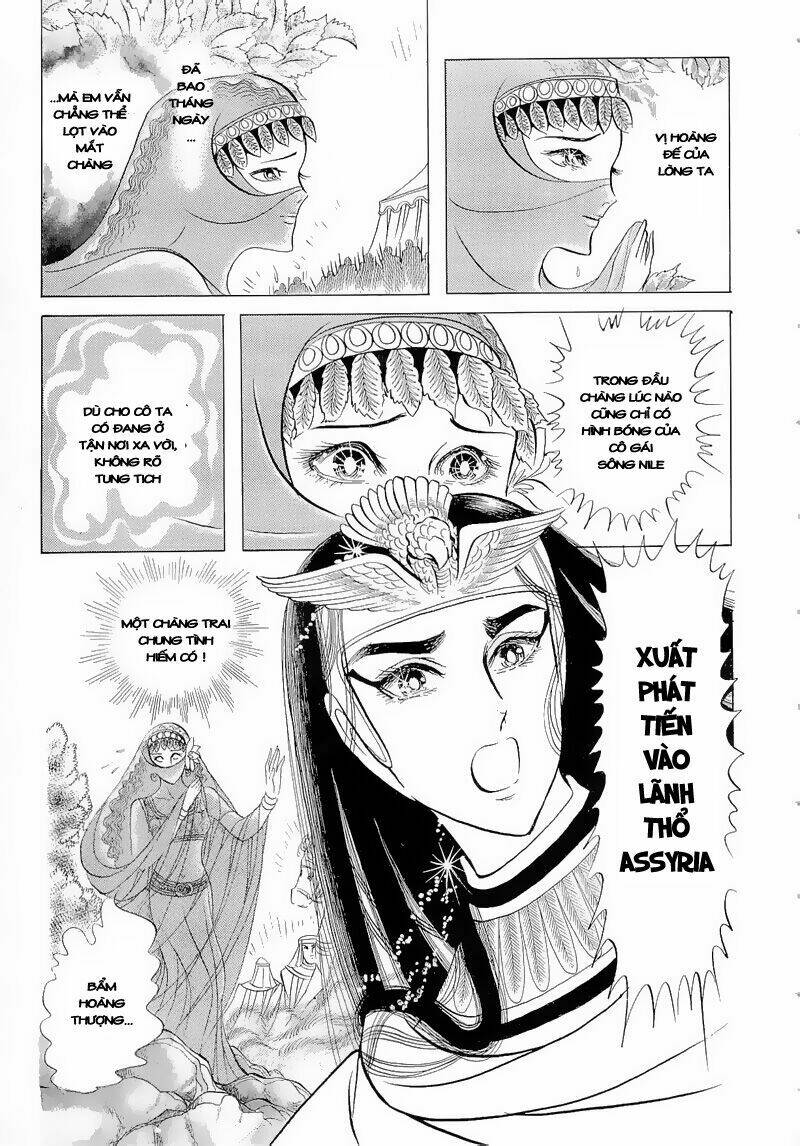 VỊ HOÀNG
ĐẾ CỦA
LÒNG TA
ĐÃ
BAO
THÁNG
NGÀY
...
...MÀ EM VẪN
CHẲNG THỂ
LỌT VÀO
MẮT
CHÀNG
TRONG ĐẦU
CHÀNG LÚC NÀO
CŨNG CHỈ CÓ
HÌNH BÓNG CỦA
CÔ GÁI
SÔNG NILE
DÙ CHO CÔ TA
CÓ ĐANG Ở
TẬN NƠI XA VỜI,
KHÔNG RÕ
TUNG TICH
XUẤT
PHÁT
TIẾN
VÀO
LÃNH
THỔ
ASSYRIA
MỘT CHÀNG TRAI
CHUNG TÌNH
HIẾM CÓ !
BẨM
HOÀNG
THƯỢNG...